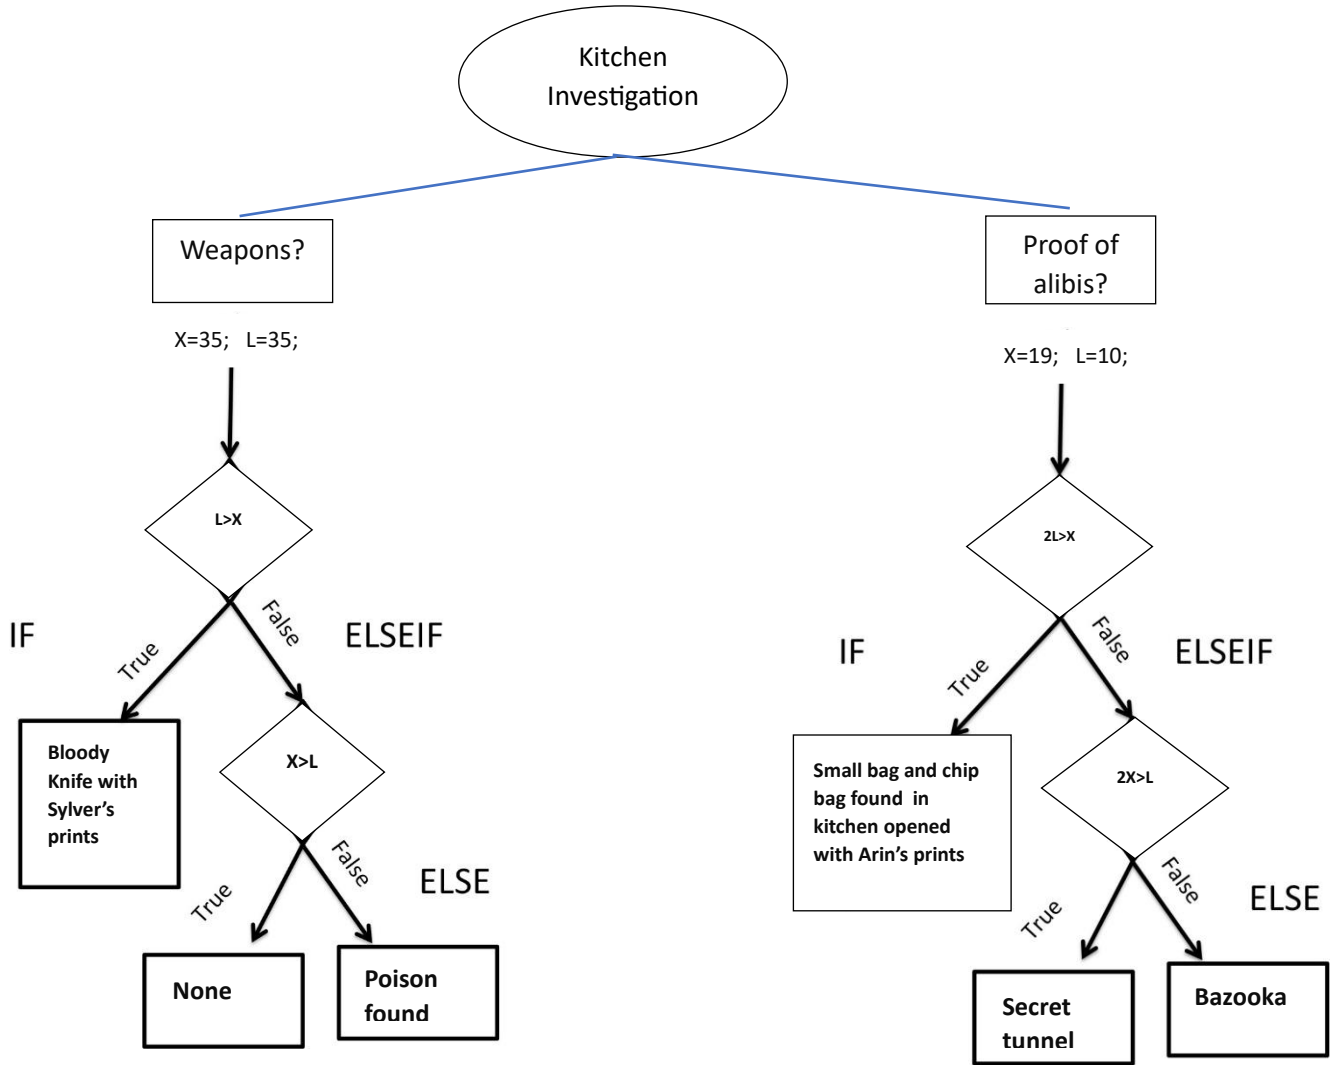 Kitchen
Investigation
Weapons?
Proof of
alibis?
X=35;   L=35;
X=19;   L=10;
L>X
2L>X
IF
True
False
ELSEIF
IF
True
False
ELSEIF
Bloody
Knife with
Sylver’s
prints
X>L
Small bag and chip
bag found  in
kitchen opened
with Arin’s prints
2X>L
True
False
ELSE
True
False
ELSE
None
Poison
found
Secret
tunnel
Bazooka